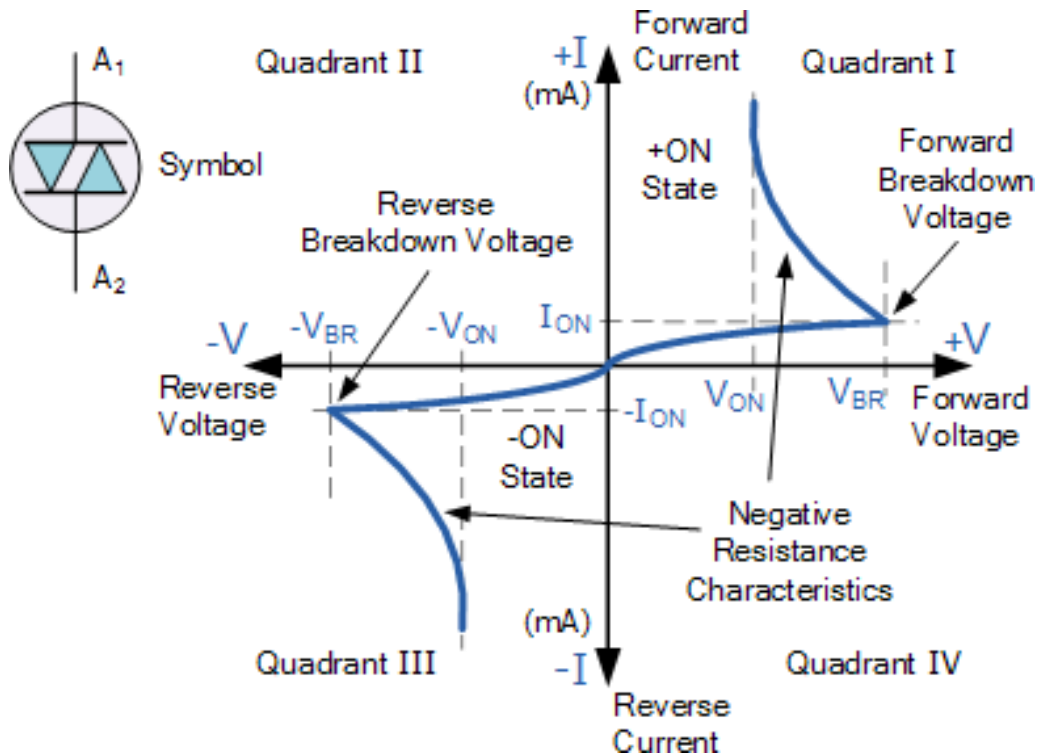 A1
Symbol
A2
Quadrant II
+I
(mA)
Forward
Current
Quadrant I
+ON
State
Forward
Breakdown
Voltage
Reverse
Breakdown Voltage
-VBR
-VON
ION
-V
+V
Reverse
Voltage
VON
VBR
Forward
Voltage
-ION
-ON
State
Negative
Resistance
Characteristics
Quadrant III
(mA)
-I
Quadrant IV
Reverse
Current